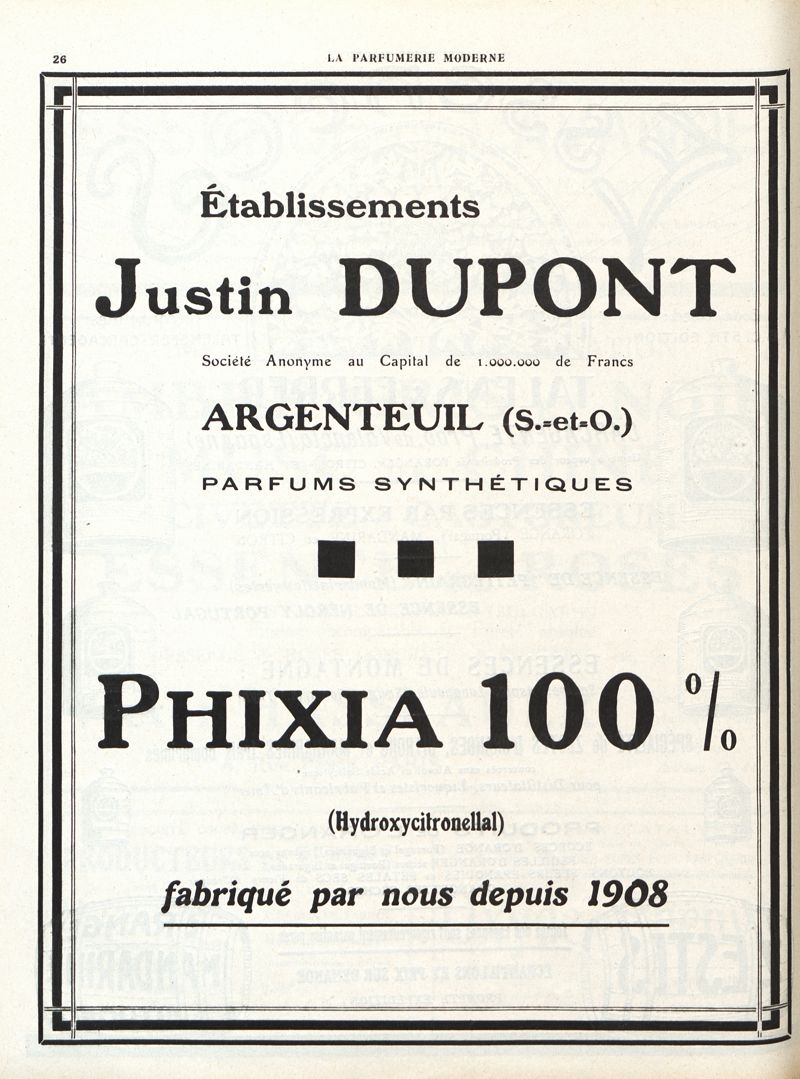 26
LA PARFUMERIE MODERNE
Établissements
Justin DUPONT
Société Anonyme au Capital de 1.000.000 de Francs
ARGENTEUIL (S.=et=O.)
PARFUMS SYNTHÉTIQUES
PHIXIA 100 %
(Hydroxycitronellal)
fabriqué par nous depuis 1908